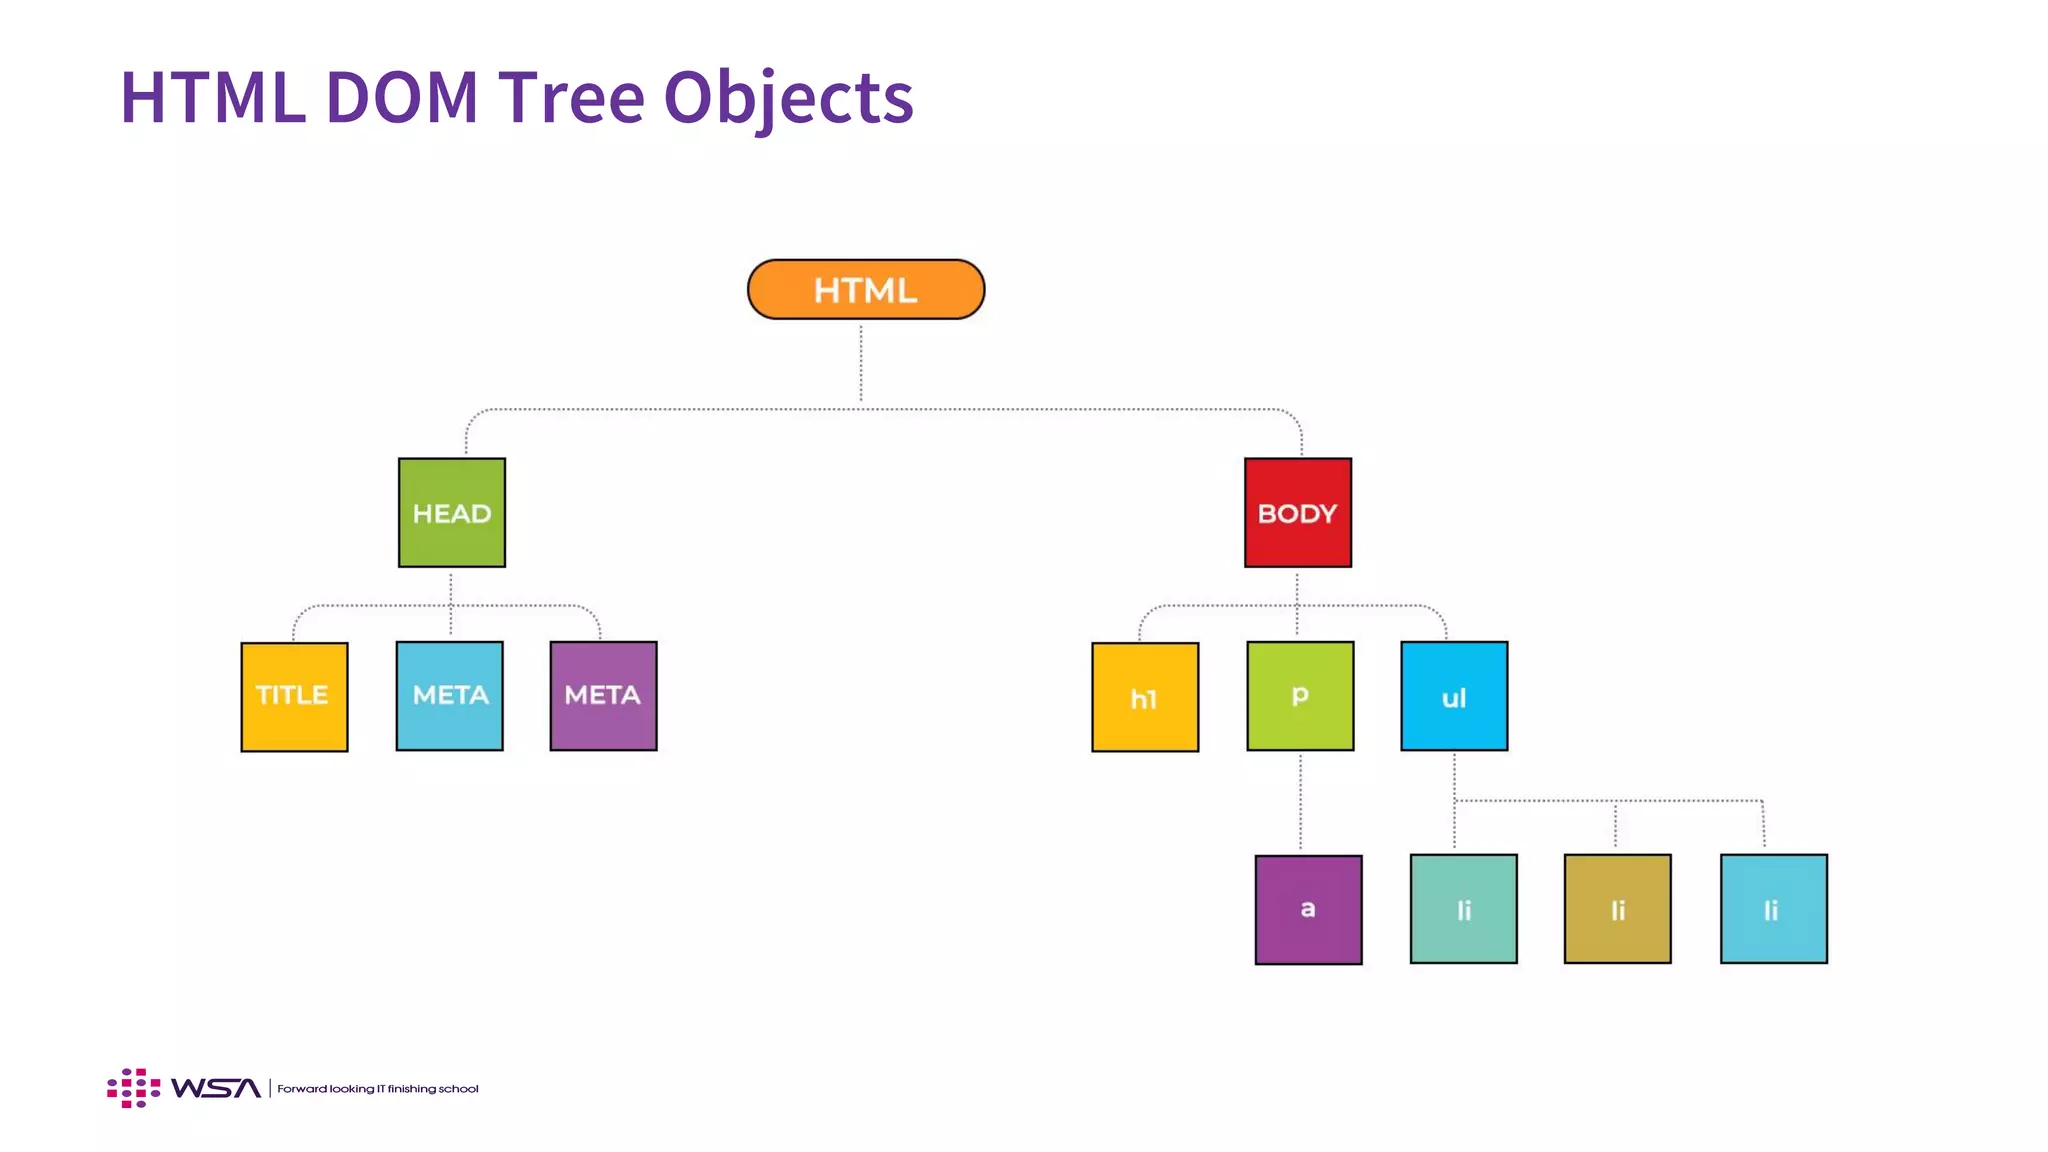 HTML DOM Tree Objects
HTML
HEAD
BODY
TITLE
META
META
h1
p
ul
a
li
li
li
WSA
Forward looking IT finishing school